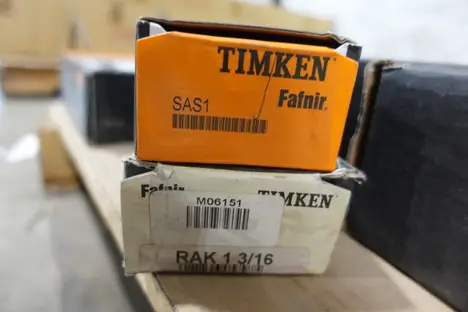 TIMKEN
SAS1
Fafnir®
Fafnir TIMKEN
M06151
RAK 1 3/16